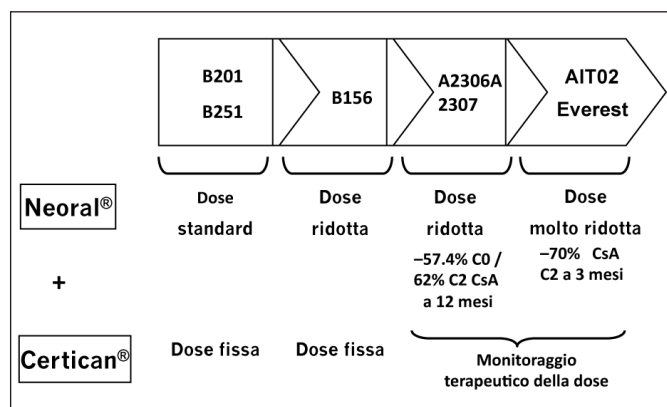 B201
B251
B156
A2306A
2307
AIT02
Everest
Neoral®
Dose
standard
Dose
ridotta
Dose
ridotta
–57.4% C0 /
62% C2 CsA
a 12 mesi
Dose
molto ridotta
–70% CsA
C2 a 3 mesi
+
Certican®
Dose fissa
Dose fissa
Monitoraggio
terapeutico della dose